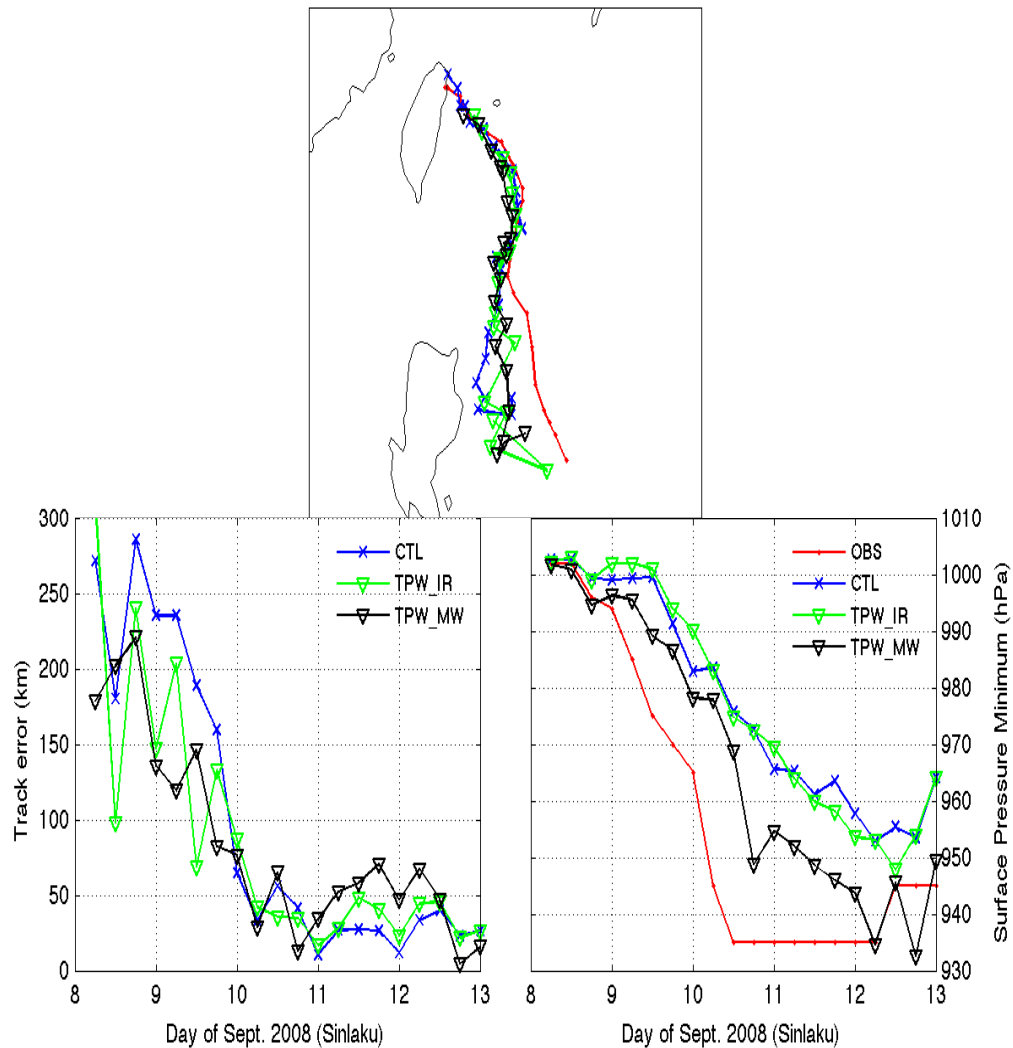 300
250
200
150
100
50
0
Track error (km)
CTL
TPW_IR
TPW_MW
8 9 10 11 12 13
Day of Sept. 2008 (Sinlaku)
OBS
CTL
TPW_IR
TPW_MW
1010
1000
990
980
970
960
950
940
930
Surface Pressure Minimum (hPa)
8 9 10 11 12 13
Day of Sept. 2008 (Sinlaku)